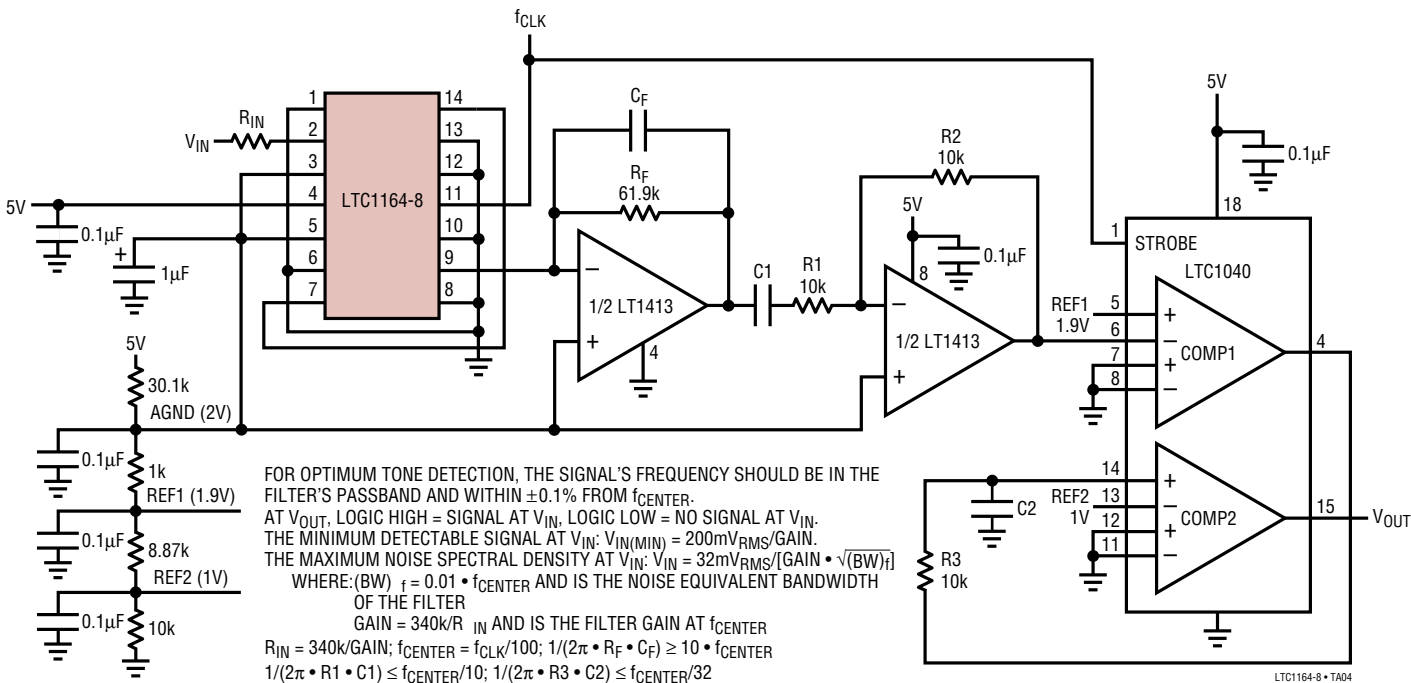 fCLK
5V
CF
RIN
VIN
1
2
3
4
5
6
7
14
13
12
11
10
9
8
LTC1164-8
RF
61.9k
R2
10k
0.1µF
18
1
STROBE
LTC1040
5V
0.1µF
1µF
+
5V
8
0.1µF
C1
R1
10k
−
+
1/2 LT1413
4
−
+
1/2 LT1413
REF1
1.9V
5
6
7
8
+
−
+
−
COMP1
4
5V
30.1k
AGND (2V)
0.1µF
1k
REF1 (1.9V)
0.1µF
8.87k
REF2 (1V)
0.1µF
10k
14
REF2
1V
13
12
11
+
−
+
−
COMP2
15
VOUT
C2
R3
10k
FOR OPTIMUM TONE DETECTION, THE SIGNAL'S FREQUENCY SHOULD BE IN THE
FILTER'S PASSBAND AND WITHIN ±0.1% FROM fCENTER.
AT VOUT, LOGIC HIGH = SIGNAL AT VIN, LOGIC LOW = NO SIGNAL AT VIN.
THE MINIMUM DETECTABLE SIGNAL AT VIN: VIN(MIN) = 200mVRMS/GAIN.
THE MAXIMUM NOISE SPECTRAL DENSITY AT VIN: VIN = 32mVRMS/[GAIN • √(BW)f]
WHERE:(BW) f = 0.01 • fCENTER AND IS THE NOISE EQUIVALENT BANDWIDTH
OF THE FILTER
GAIN = 340k/R IN AND IS THE FILTER GAIN AT fCENTER
RIN = 340k/GAIN; fCENTER = fCLK/100; 1/(2π • RF • CF) ≥ 10 • fCENTER
1/(2π • R1 • C1) ≤ fCENTER/10; 1/(2π • R3 • C2) ≤ fCENTER/32
LTC1164-8 • TA04